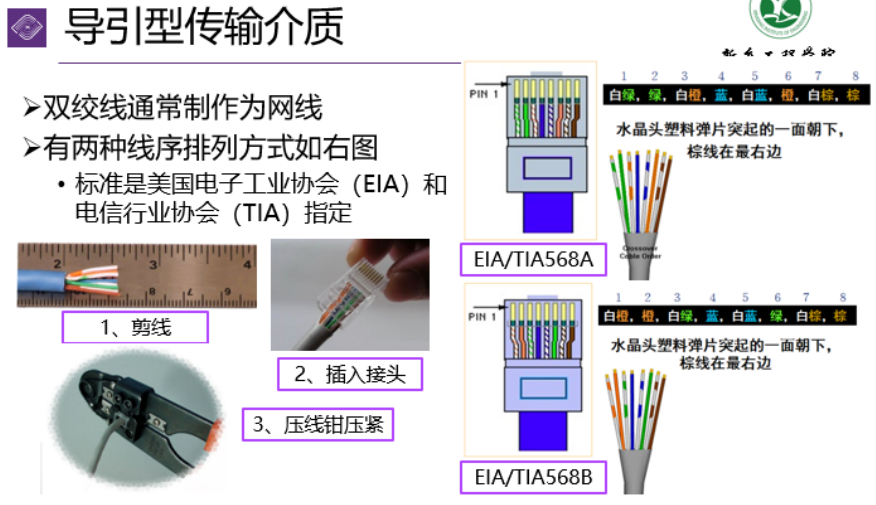 导引型传输介质
➢双绞线通常制作为网线
➢有两种线序排列方式如右图
• 标准是美国电子工业协会（EIA）和
电信行业协会（TIA）指定
2 3 4
1、剪线
2、插入接头
3、压线钳压紧
PIN 1
1 2 3 4 5 6 7 8
白绿，绿，白橙，蓝，白蓝，橙，白棕，棕
水晶头塑料弹片突起的一面朝下，
棕线在最右边
Crossover
Cable Order
EIA/TIA568A
PIN 1
1 2 3 4 5 6 7 8
白橙，橙，白绿，蓝，白蓝，绿，白棕，棕
水晶头塑料弹片突起的一面朝下，
棕线在最右边
EIA/TIA568B